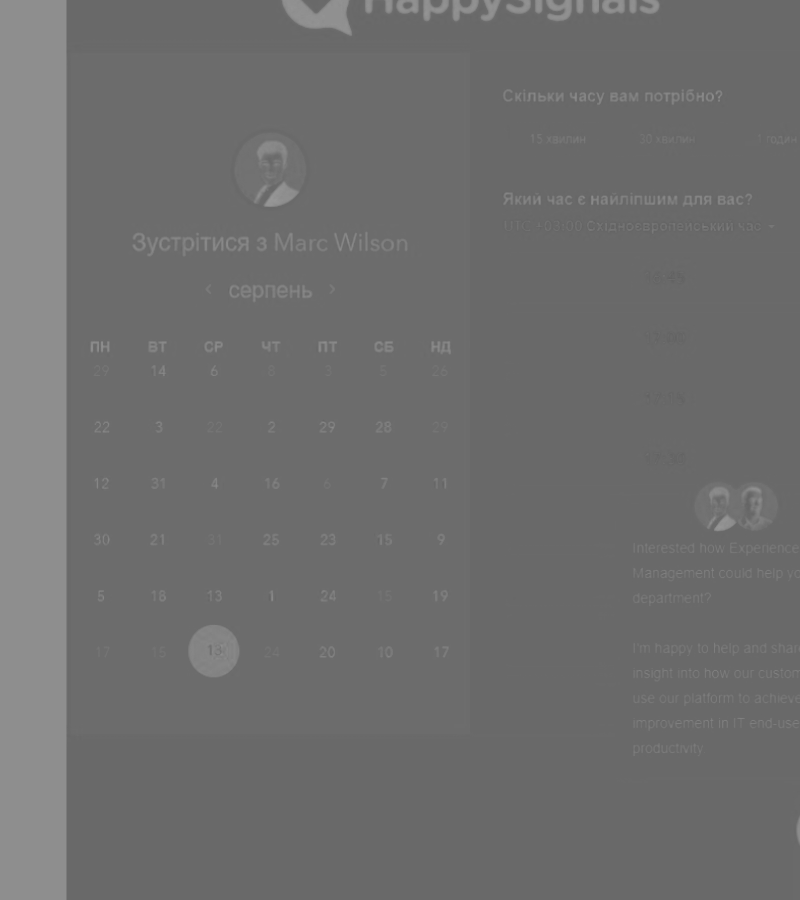 HappySignals
Зустрітися з Marc Wilson
‹ серпень ›
ПН ВТ СР ЧТ ПТ СБ НД
29 14 6 8 3 5 26
22 3 22 2 29 28 29
12 31 4 16 6 7 11
30 21 31 25 23 15 9
5 18 13 1 24 15 19
17 15 13 24 20 10 17
Скільки часу вам потрібно?
15 хвилин 30 хвилин 1 годин
Який час є найліпшим для вас?
+03:00 Східноєвропейський час
Interested how Experience
Management could help yo
department?
I'm happy to help and shar
insight into how our custom
use our platform to achieve
improvement in IT end-use
productivity